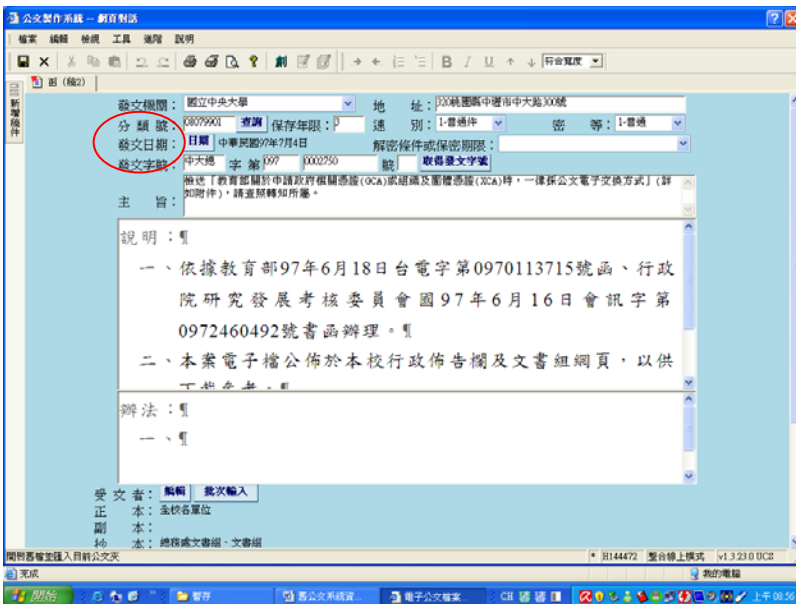 公文製作系統 -- 網頁對話
檔案 編輯 檢視 工具 進階 說明
B I U 符合寬度
函 (稿2)
新增稿件
發文機關： 國立中央大學 地 址： 320桃園縣中壢市中大路300號
分 類 號： 08079901 查詢 保存年限： 3 速 別： 1-普通件 密 等： 1-普通
發文日期： 日期 中華民國97年7月4日 解密條件或保密期限：
發文字號： 中大總 字 第 097 0002750 號 取得發文字號
主 旨： 檢送「教育部關於申請政府機關憑證(GCA)或組織及團體憑證(XCA)時，一律採公文電子交換方式」(詳
如附件)，請查照轉知所屬。
說明：¶
一、依據教育部97年6月18日台電字第0970113715號函、行政
院研究發展考核委員會國97年6月16日會訊字第
0972460492號書函辦理。¶
二、本案電子檔公佈於本校行政佈告欄及文書組網頁，以供
辦法：¶
一、¶
受 文 者： 編輯 批次輸入
正 本： 全校各單位
副 本：
抄 本： 總務處文書組、文書組
開啟舊檔並匯入目前公文夾 * H144472 整合線上模式 v1.3.23.0 UCS
完成 我的電腦
開始 暫存 舊公文系統資... 電子公文檔案... CH 上午 08:56